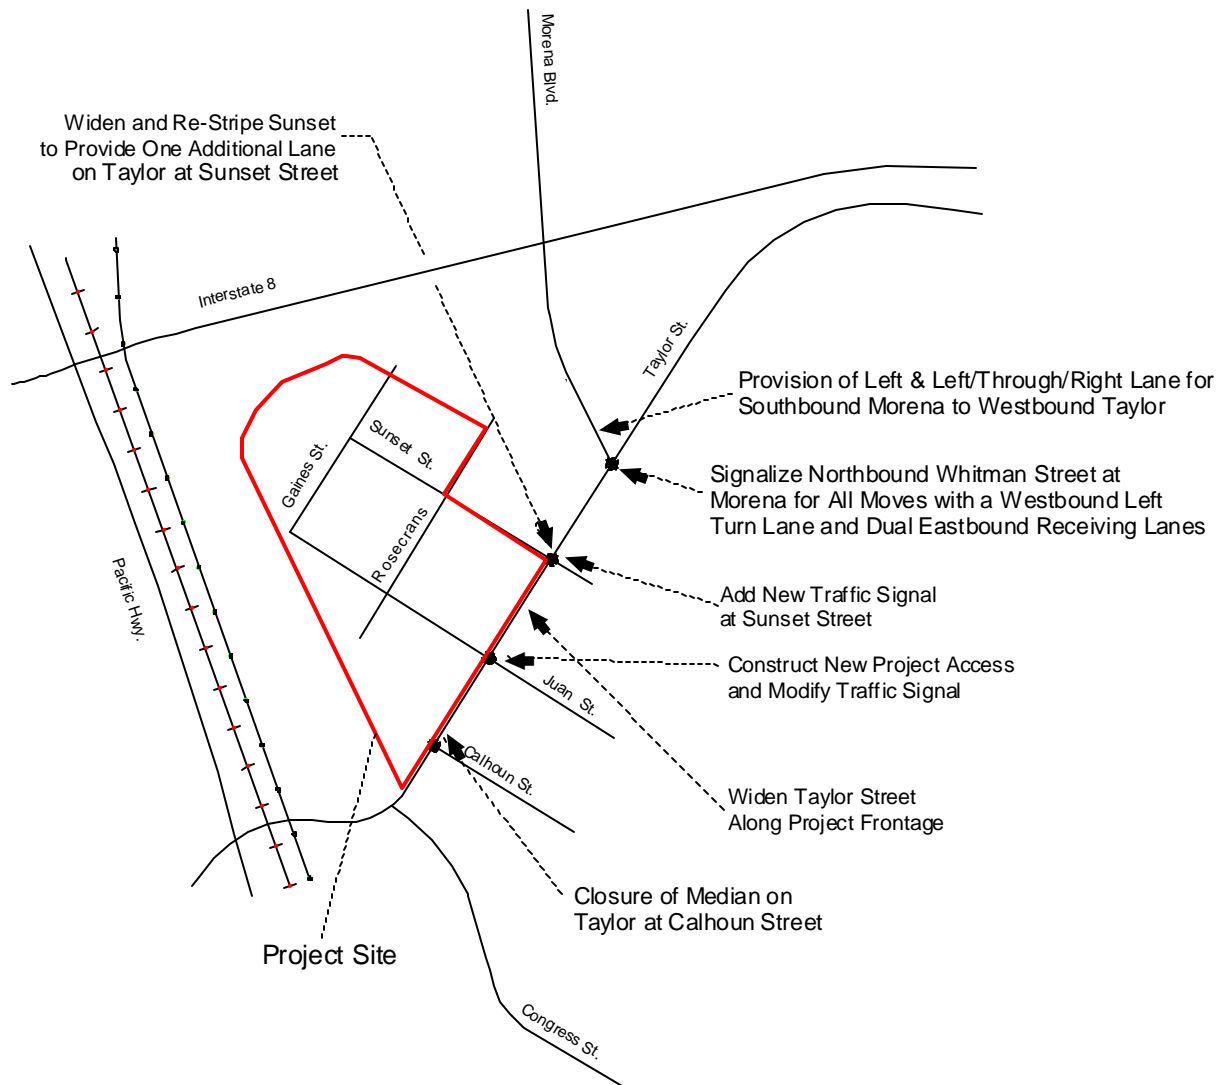 Morena Blvd.
Widen and Re-Stripe Sunset
to Provide One Additional Lane
on Taylor at Sunset Street
Interstate 8
Taylor St.
Provision of Left & Left/Through/Right Lane for
Southbound Morena to Westbound Taylor
Sunset St.
Gaines St.
Signalize Northbound Whitman Street at
Morena for All Moves with a Westbound Left
Turn Lane and Dual Eastbound Receiving Lanes
Rosecrans
Pacific Hwy.
Add New Traffic Signal
at Sunset Street
Construct New Project Access
and Modify Traffic Signal
Juan St.
Calhoun St.
Widen Taylor Street
Along Project Frontage
Closure of Median on
Taylor at Calhoun Street
Project Site
Congress St.